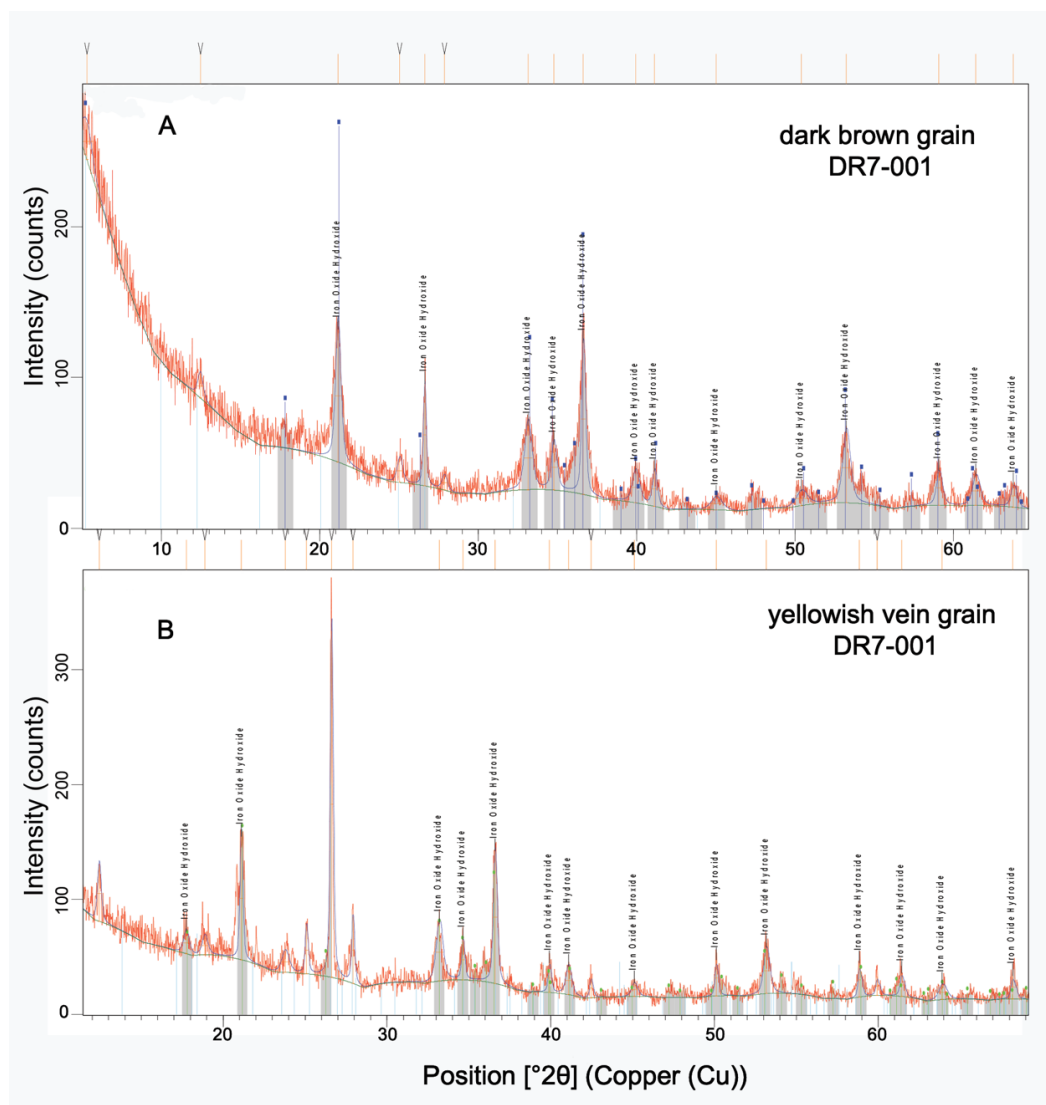 A
dark brown grain
DR7-001
Intensity (counts)
200
100
0
Iron Oxide Hydroxide
Iron Oxide Hydroxide
Iron Oxide Hydroxide
Iron Oxide Hydroxide
Iron Oxide Hydroxide
Iron Oxide Hydroxide
Iron Oxide Hydroxide
Iron Oxide Hydroxide
Iron Oxide Hydroxide
Iron Oxide Hydroxide
Iron Oxide Hydroxide
Iron Oxide Hydroxide
Iron Oxide Hydroxide
10
20
30
40
50
60
B
yellowish vein grain
DR7-001
Intensity (counts)
300
200
100
0
Iron Oxide Hydroxide
Iron Oxide Hydroxide
Iron Oxide Hydroxide
Iron Oxide Hydroxide
Iron Oxide Hydroxide
Iron Oxide Hydroxide
Iron Oxide Hydroxide
Iron Oxide Hydroxide
Iron Oxide Hydroxide
Iron Oxide Hydroxide
Iron Oxide Hydroxide
Iron Oxide Hydroxide
Iron Oxide Hydroxide
Iron Oxide Hydroxide
20
30
40
50
60
Position [°2θ] (Copper (Cu))